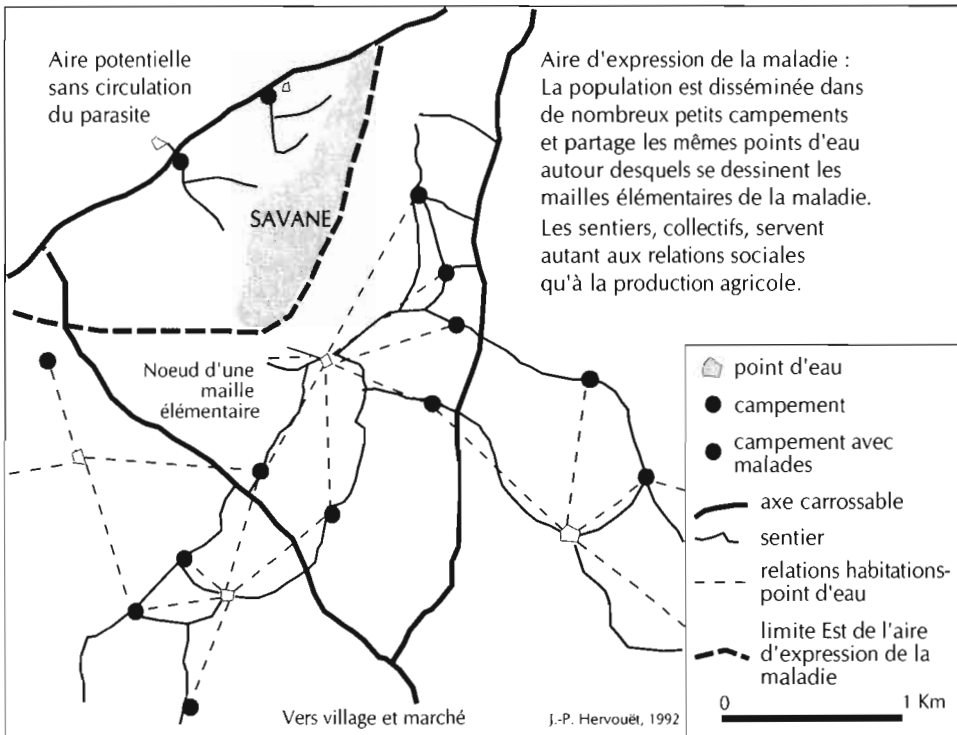 Aire potentielle
sans circulation
du parasite
Aire d'expression de la maladie :
La population est disséminée dans
de nombreux petits campements
et partage les mêmes points d'eau
autour desquels se dessinent les
mailles élémentaires de la maladie.
Les sentiers, collectifs, servent
autant aux relations sociales
qu'à la production agricole.
SAVANE
Noeud d'une
maille
élémentaire
point d'eau
campement
campement avec
malades
axe carrossable
sentier
relations habitations-
point d'eau
limite Est de l'aire
d'expression de la
maladie
0 1 Km
Vers village et marché
J.-P. Hervouët, 1992